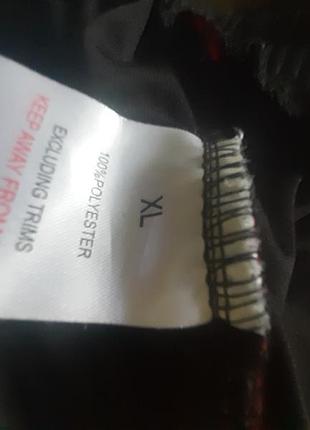 XL
100%POLYESTER
EXCLUDING TRIMS
KEEP AWAY FROM